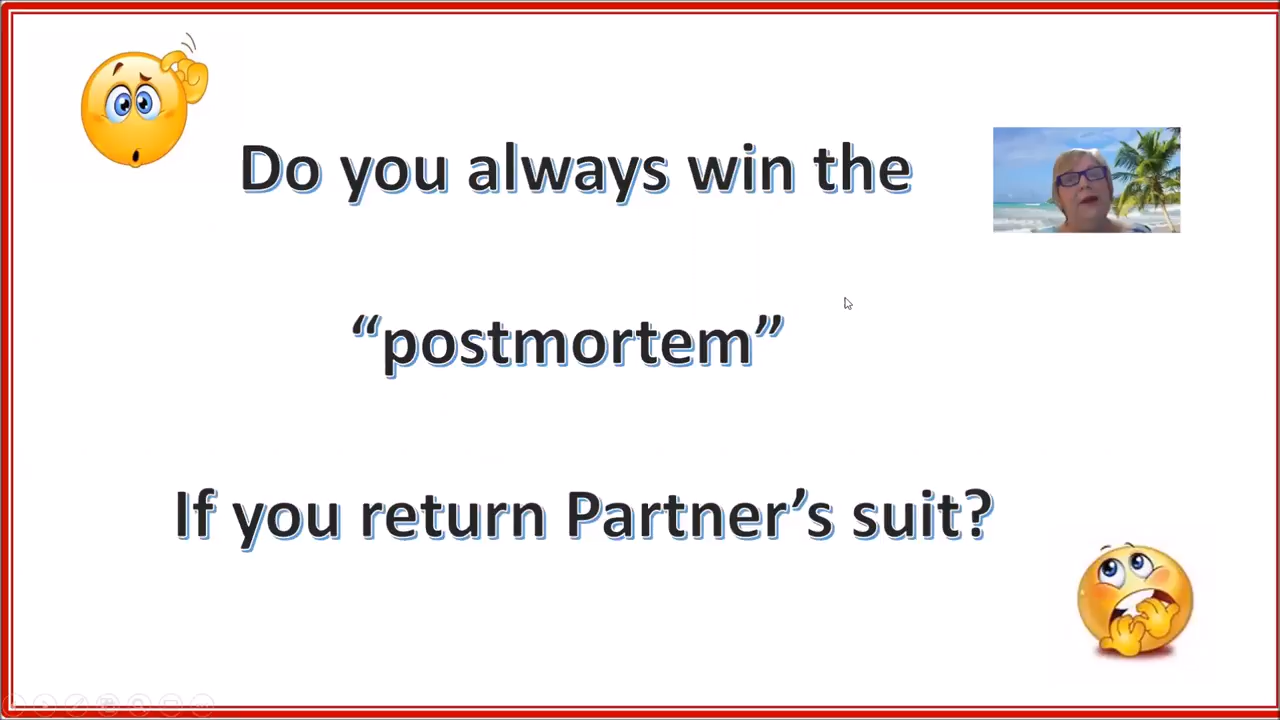 Do you always win the
“postmortem”
If you return Partner’s suit?